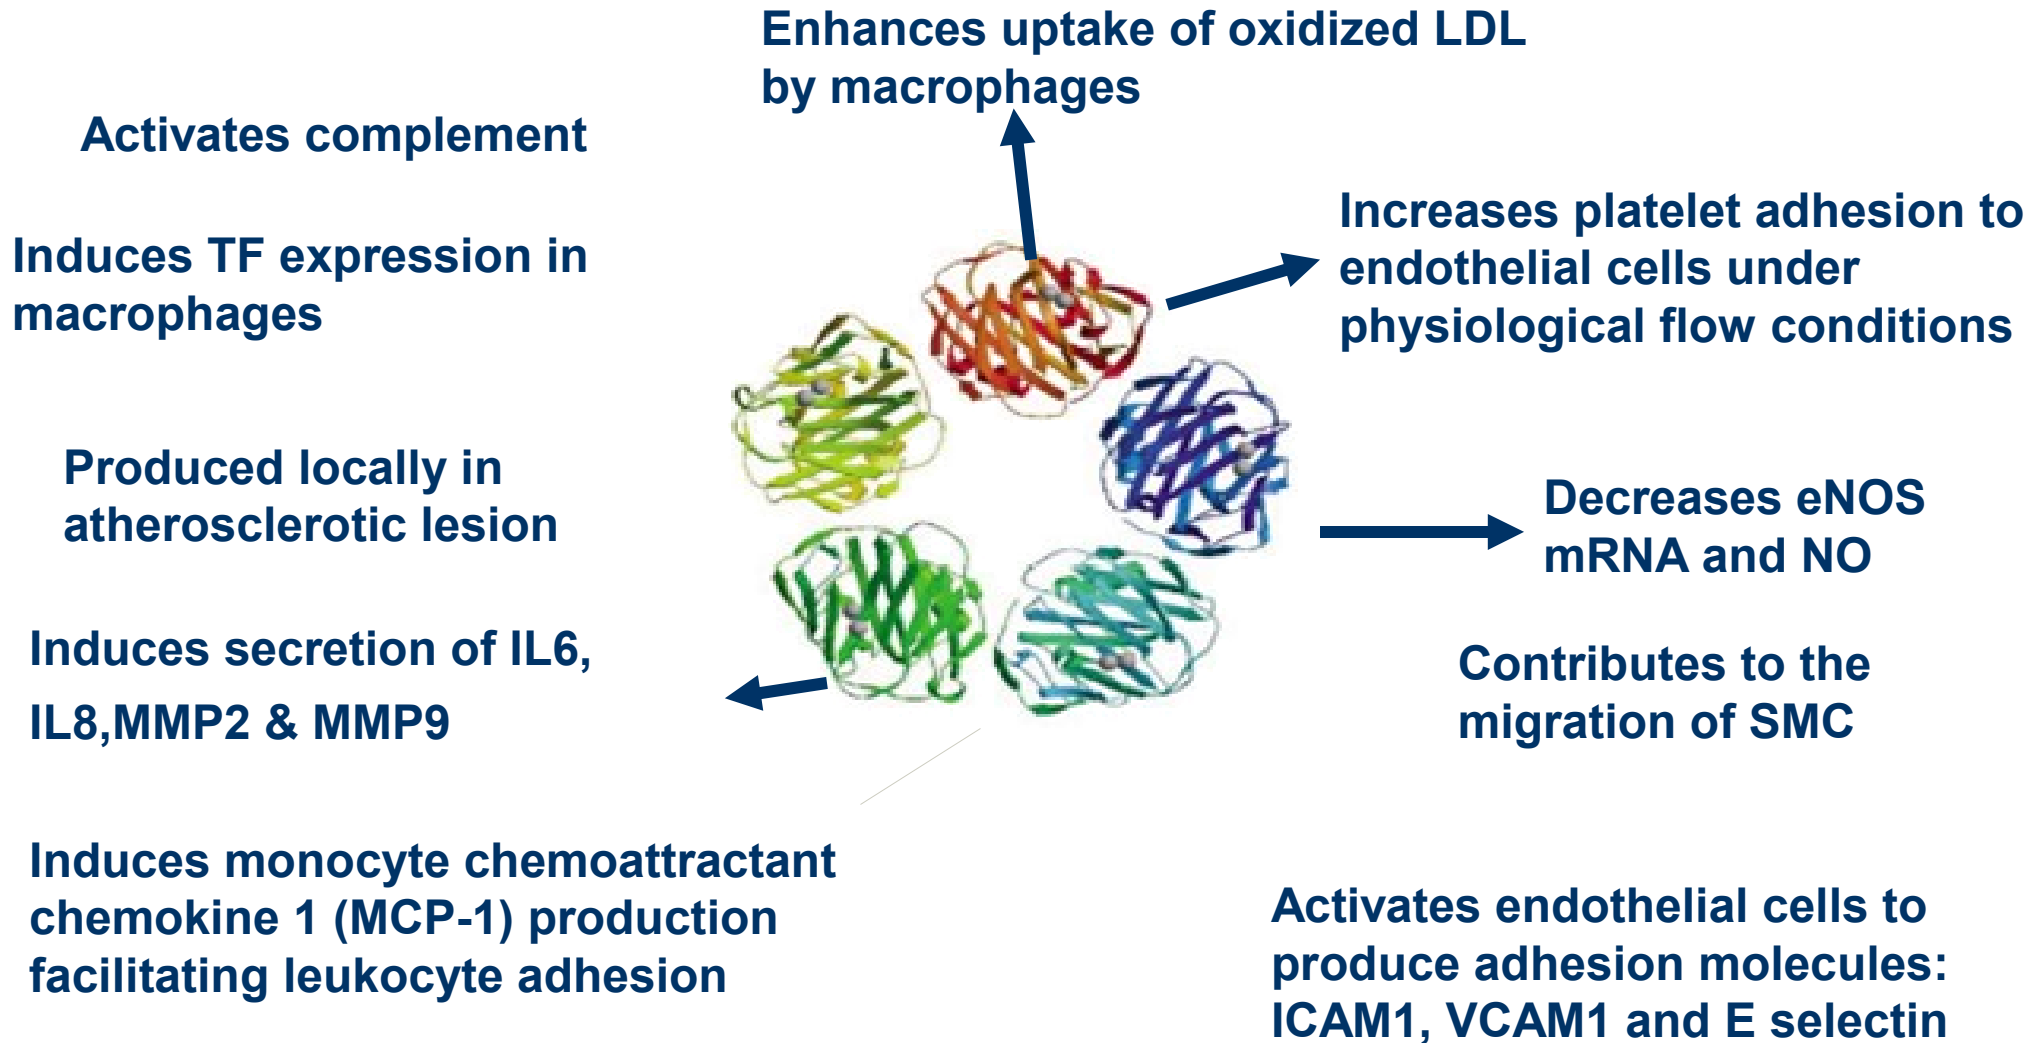 Enhances uptake of oxidized LDL
by macrophages
Activates complement
Increases platelet adhesion to
endothelial cells under
physiological flow conditions
Induces TF expression in
macrophages
Produced locally in
atherosclerotic lesion
Decreases eNOS
mRNA and NO
Induces secretion of IL6,
IL8,MMP2 & MMP9
Contributes to the
migration of SMC
Induces monocyte chemoattractant
chemokine 1 (MCP-1) production
facilitating leukocyte adhesion
Activates endothelial cells to
produce adhesion molecules:
ICAM1, VCAM1 and E selectin